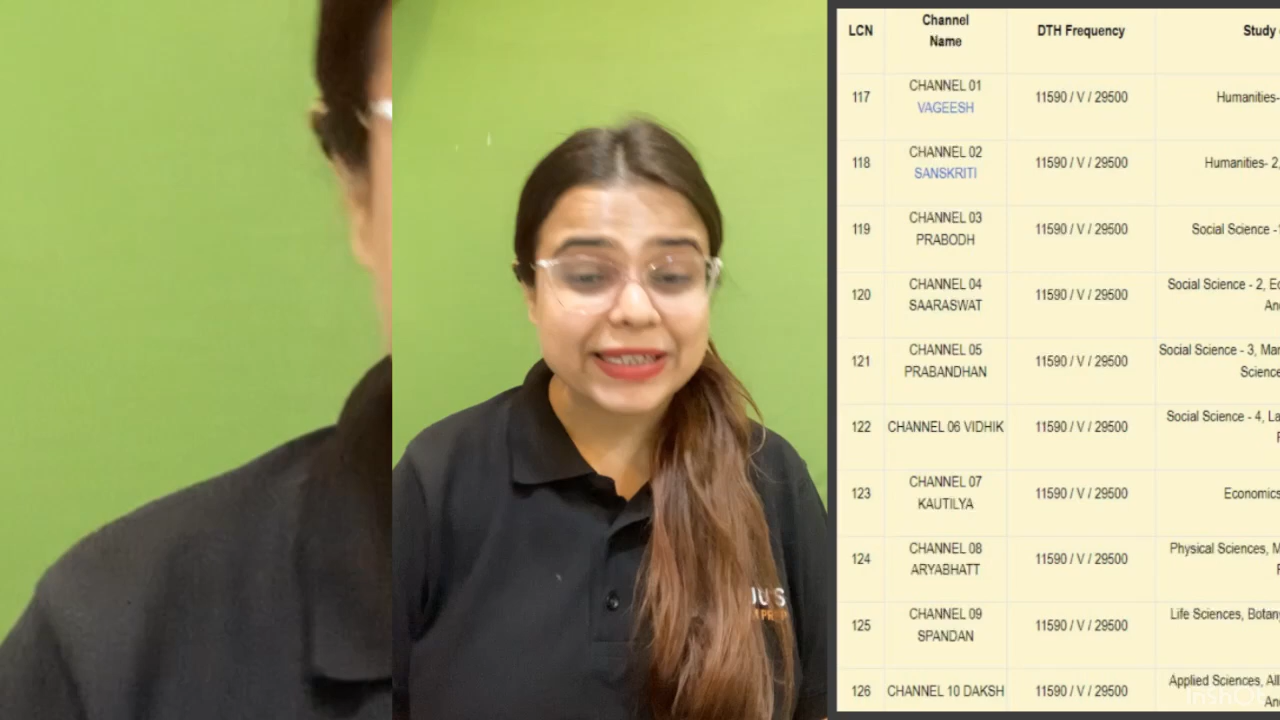 LCN
Channel
Name
DTH Frequency
Study
117
CHANNEL 01
VAGEESH
11590 / V / 29500
Humanities-
118
CHANNEL 02
SANSKRITI
11590 / V / 29500
Humanities- 2,
119
CHANNEL 03
PRABODH
11590 / V / 29500
Social Science -
120
CHANNEL 04
SAARASWAT
11590 / V / 29500
Social Science - 2,
121
CHANNEL 05
PRABANDHAN
11590 / V / 29500
Social Science - 3,
Science
122
CHANNEL 06 VIDHIK
11590 / V / 29500
Social Science - 4,
123
CHANNEL 07
KAUTILYA
11590 / V / 29500
Economics
124
CHANNEL 08
ARYABHATT
11590 / V / 29500
Physical Sciences,
125
CHANNEL 09
SPANDAN
11590 / V / 29500
Life Sciences,
126
CHANNEL 10 DAKSH
11590 / V / 29500
Applied Sciences,